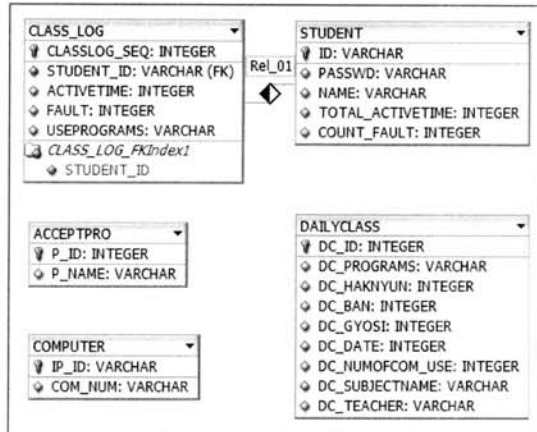 CLASS_LOG
CLASSLOG_SEQ: INTEGER
STUDENT_ID: VARCHAR (FK)
ACTIVETIME: INTEGER
FAULT: INTEGER
USEPROGRAMS: VARCHAR
CLASS_LOG_FKIndex1
STUDENT_ID
Rel_01
STUDENT
ID: VARCHAR
PASSWD: VARCHAR
NAME: VARCHAR
TOTAL_ACTIVETIME: INTEGER
COUNT_FAULT: INTEGER
ACCEPTPRO
P_ID: INTEGER
P_NAME: VARCHAR
COMPUTER
IP_ID: VARCHAR
COM_NUM: VARCHAR
DAILYCLASS
DC_ID: INTEGER
DC_PROGRAMS: VARCHAR
DC_HAKNYUN: INTEGER
DC_BAN: INTEGER
DC_GYOSI: INTEGER
DC_DATE: INTEGER
DC_NUMOFCOM_USE: INTEGER
DC_SUBJECTNAME: VARCHAR
DC_TEACHER: VARCHAR